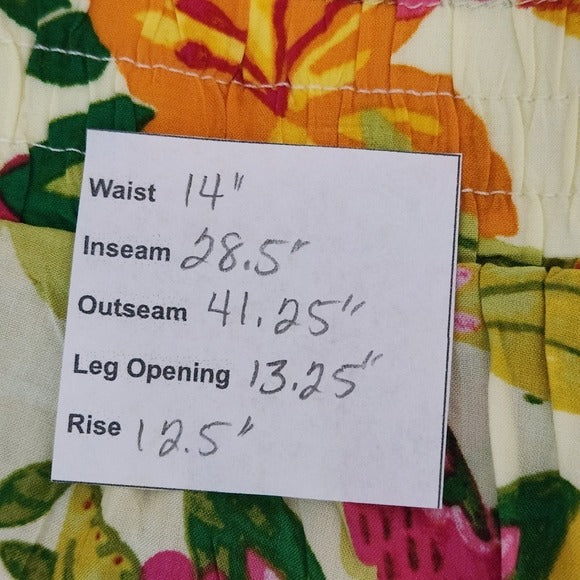 Waist 14"
Inseam 28.5"
Outseam 41.25"
Leg Opening 13.25"
Rise 12.5"